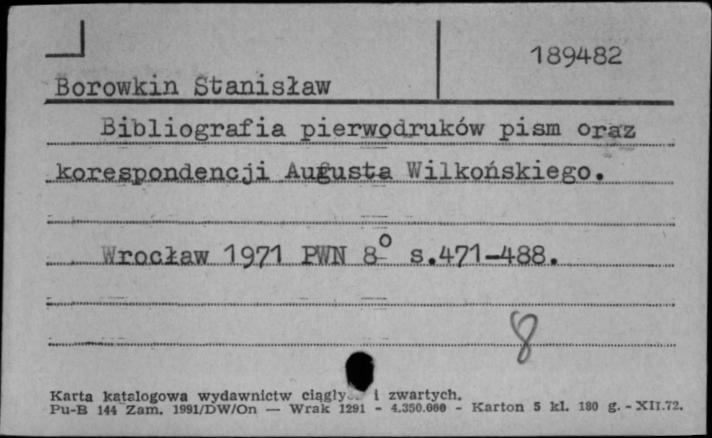 189482
Borowkin Stanisław
Bibliografia pierwodruków pism oraz
korespondencji Augusta Wilkońskiego.
Wrocław 1971 PWN 8° s.471-488.
8
Karta katalogowa wydawnictw i zwartych.
Pu-B 144 Zam. 1991/DW/On — Wrak 1291 - 4.350.000 - Karton 5 kl. 180 g. - XII.72.